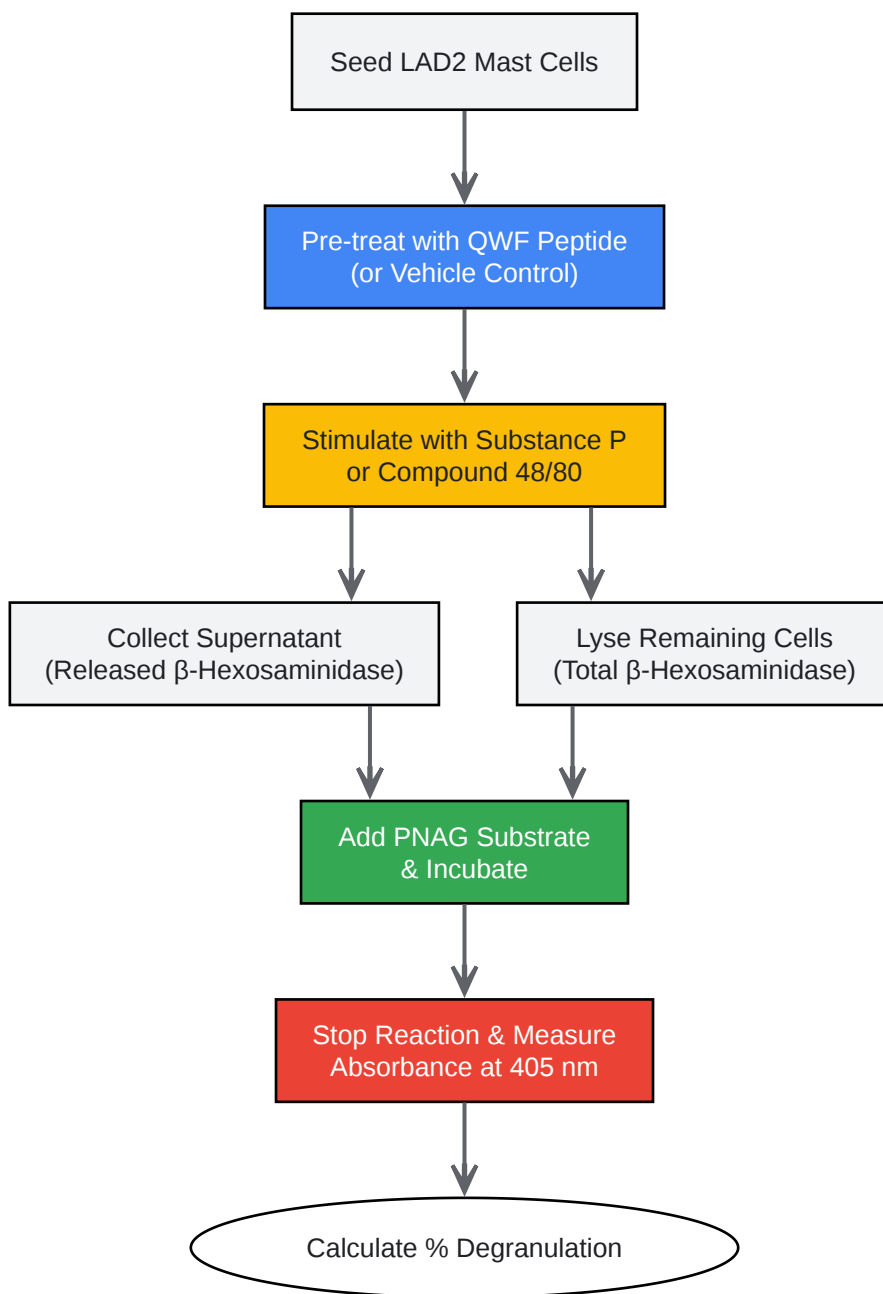 Seed LAD2 Mast Cells
Pre-treat with QWF Peptide
(or Vehicle Control)
Stimulate with Substance P
or Compound 48/80
Collect Supernatant
(Released β-Hexosaminidase)
Lyse Remaining Cells
(Total β-Hexosaminidase)
Add PNAG Substrate
& Incubate
Stop Reaction & Measure
Absorbance at 405 nm
Calculate % Degranulation